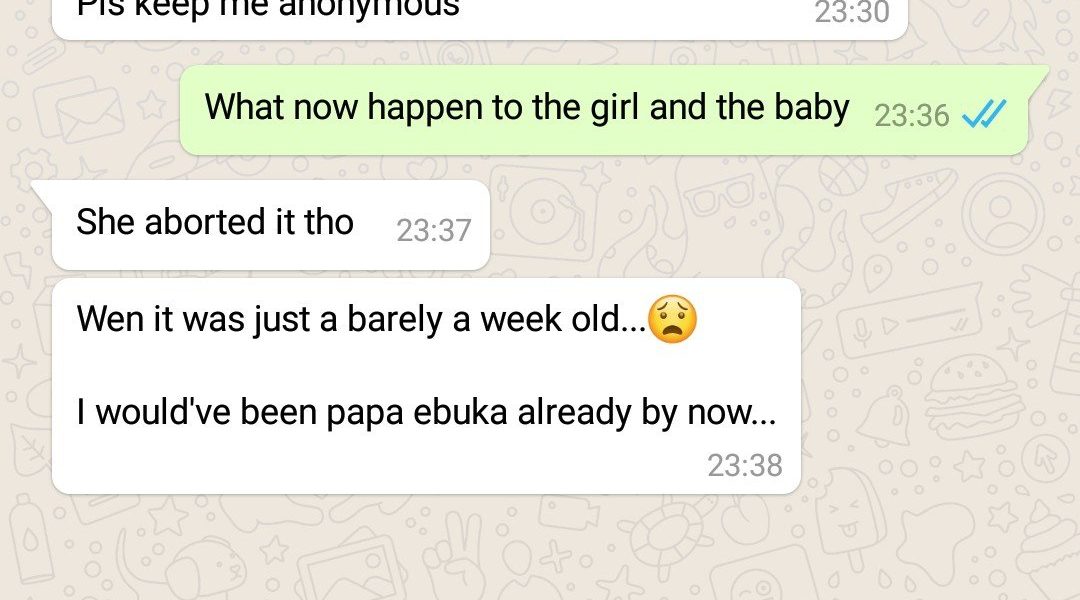 Pls keep me anonymous 23:30
What now happen to the girl and the baby 23:36
She aborted it tho 23:37
Wen it was just a barely a week old...😧
I would've been papa ebuka already by now...
23:38